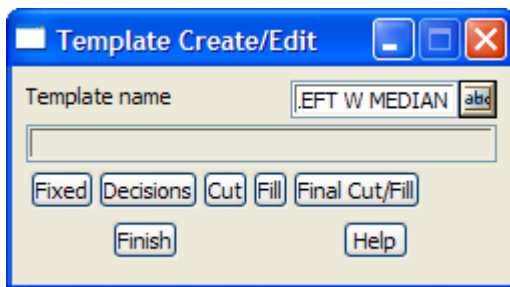 Template Create/Edit
Template name .EFT W MEDIAN abc
Fixed Decisions Cut Fill Final Cut/Fill
Finish Help